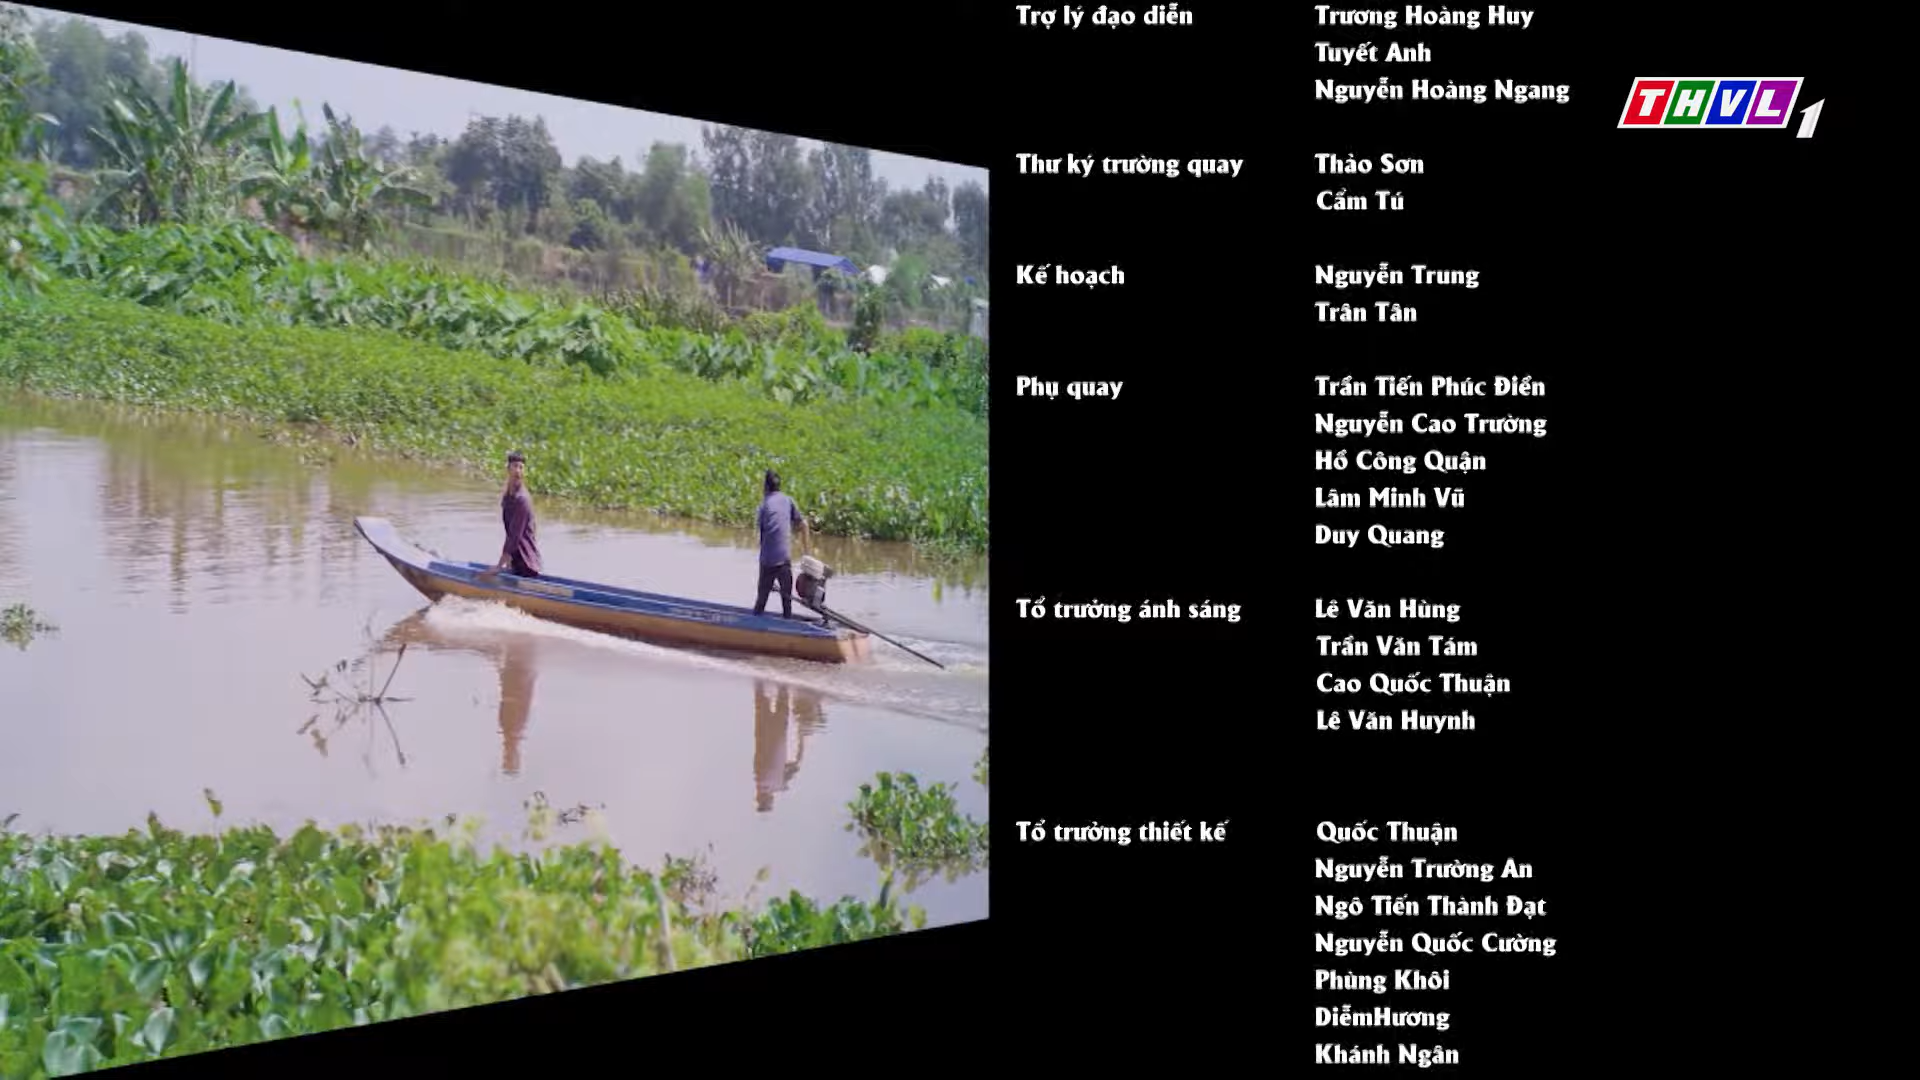 Trợ lý đạo diễn Trương Hoàng Huy
Tuyết Anh
Nguyễn Hoàng Ngang
THVL1
Thư ký trường quay Thảo Sơn
Cẩm Tú
Kế hoạch Nguyễn Trung
Trân Tân
Phụ quay Trần Tiến Phúc Điền
Nguyễn Cao Trường
Hồ Công Quận
Lâm Minh Vũ
Duy Quang
Tổ trưởng ánh sáng Lê Văn Hùng
Trần Văn Tám
Cao Quốc Thuận
Lê Văn Huynh
Tổ trưởng thiết kế Quốc Thuận
Nguyễn Trường An
Ngô Tiến Thành Đạt
Nguyễn Quốc Cường
Phùng Khôi
DiễmHương
Khánh Ngân